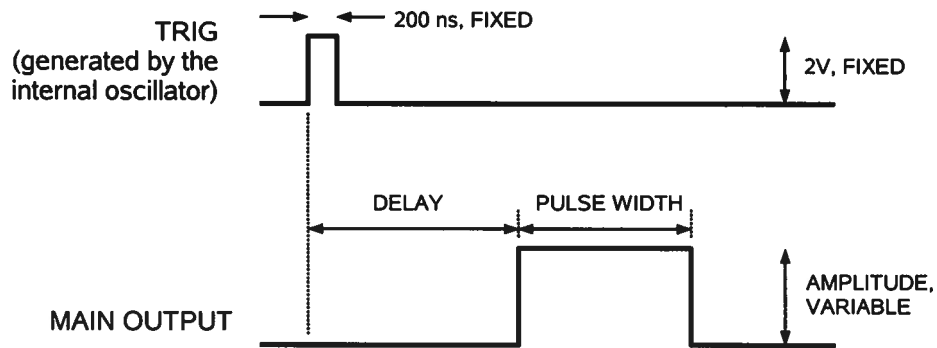 200 ns, FIXED
TRIG
(generated by the
internal oscillator)
2V, FIXED
DELAY
PULSE WIDTH
AMPLITUDE,
VARIABLE
MAIN OUTPUT